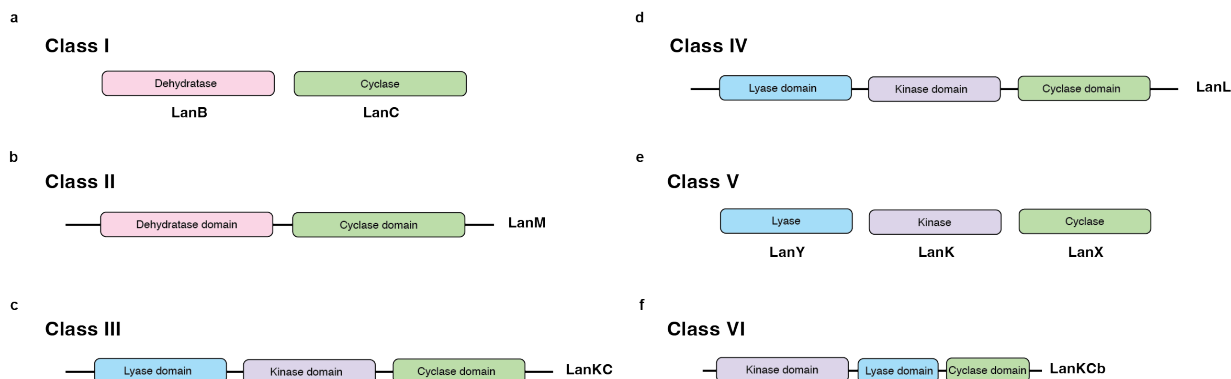 a
Class I
Dehydratase Cyclase
LanB LanC
b
Class II
Dehydratase domain Cyclase domain LanM
c
Class III
Lyase domain Kinase domain Cyclase domain LanKC
d
Class IV
Lyase domain Kinase domain Cyclase domain LanL
e
Class V
Lyase Kinase Cyclase
LanY LanK LanX
f
Class VI
Kinase domain Lyase domain Cyclase domain LanKCb